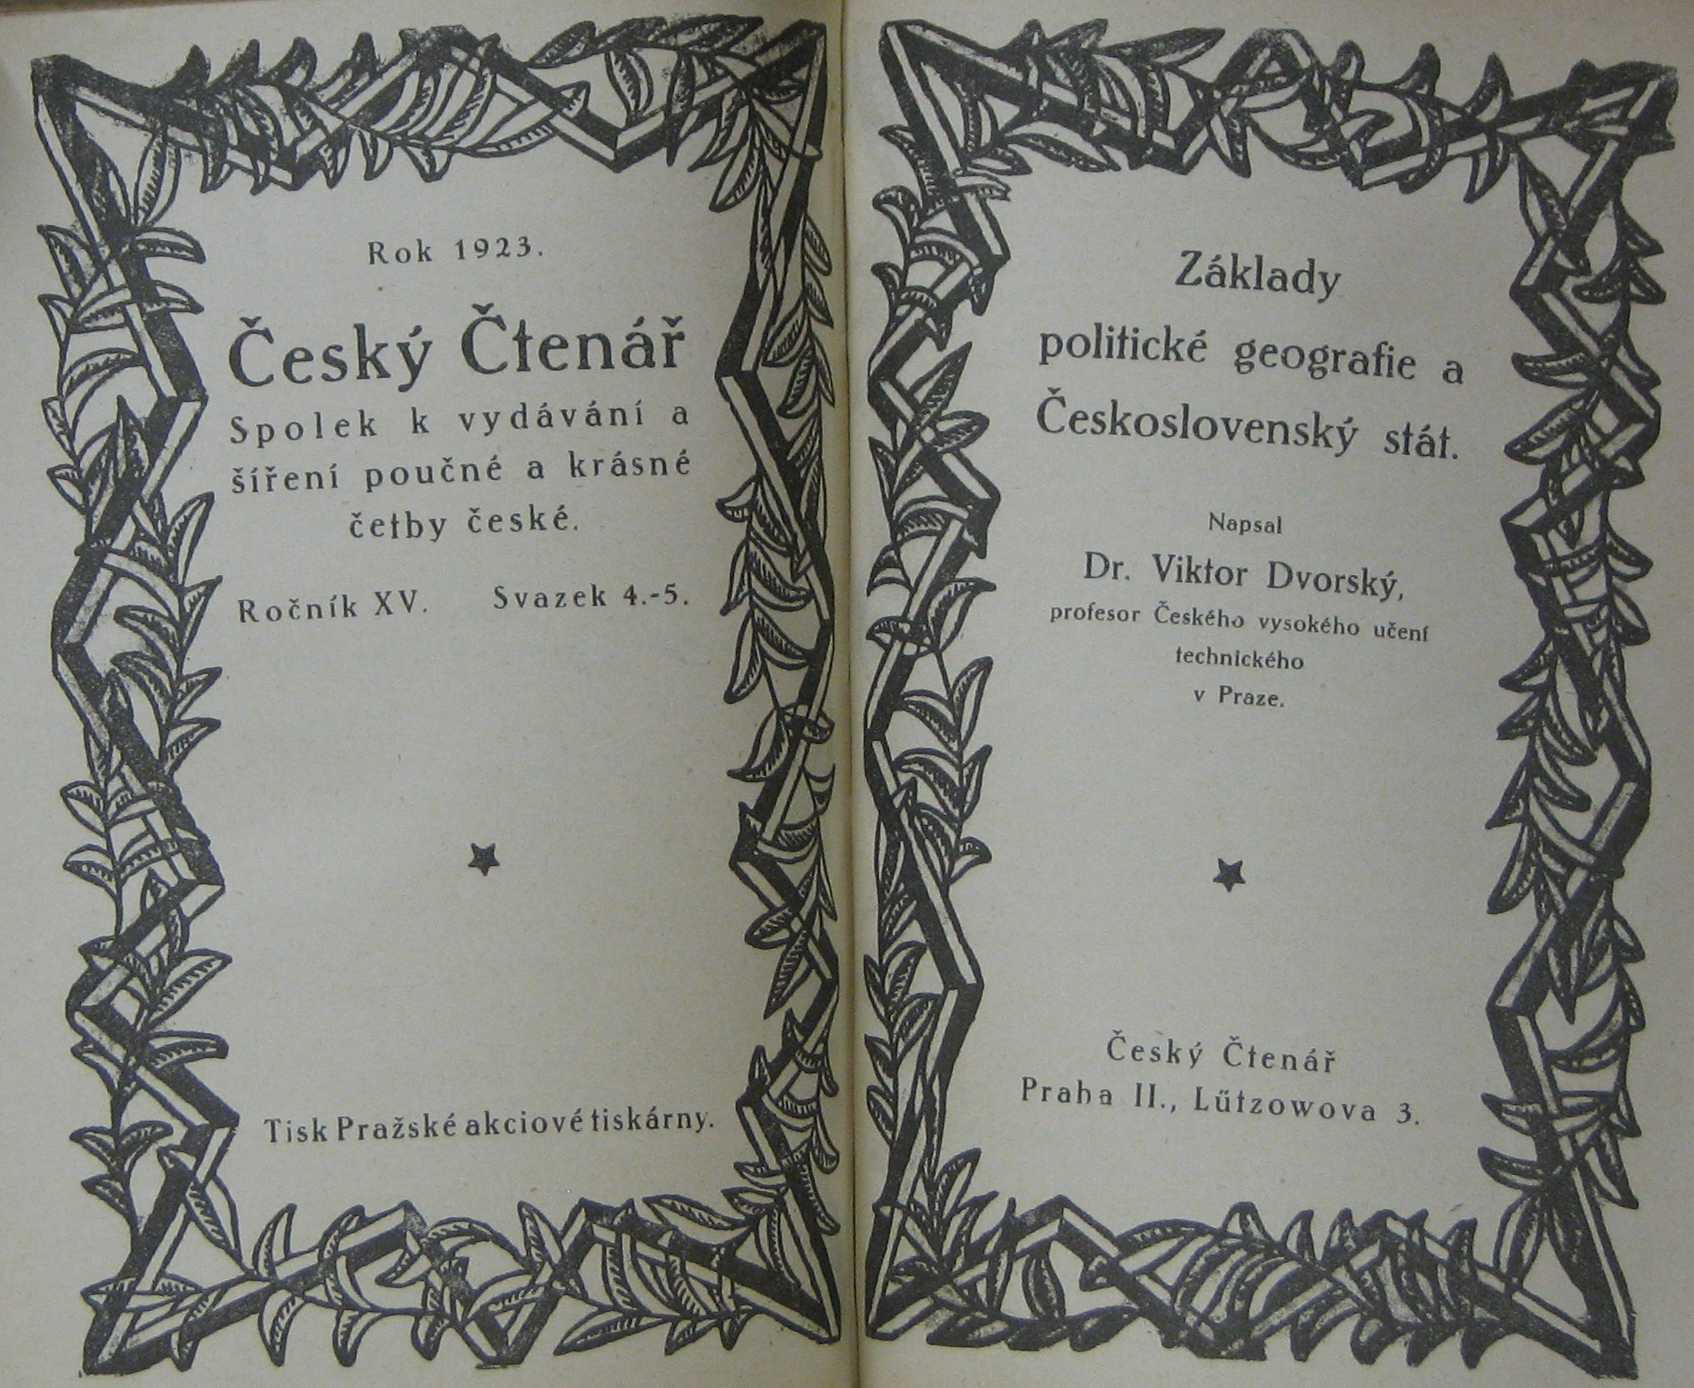 Rok 1923.
Český Čtenář
Spolek k vydávání a
šíření poučné a krásné
četby české.
Ročník XV. Svazek 4.-5.
Tisk Pražské akciové tiskárny.
Základy
politické geografie a
Československý stát.
Napsal
Dr. Viktor Dvorský,
profesor Českého vysokého učení
technického
v Praze.
Český Čtenář
Praha II., Lützowova 3.